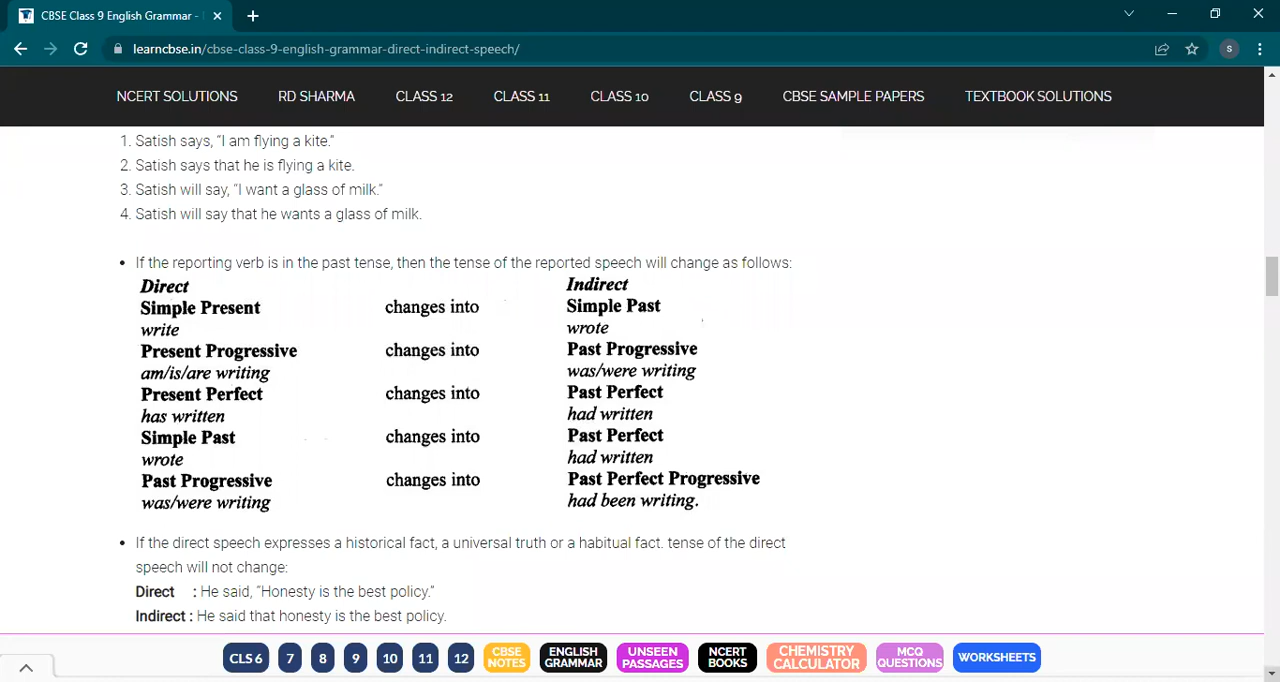 CBSE Class 9 English Grammar -
learncbse.in/cbse-class-9-english-grammar-direct-indirect-speech/
S
NCERT SOLUTIONS RD SHARMA CLASS 12 CLASS 11 CLASS 10 CLASS 9 CBSE SAMPLE PAPERS TEXTBOOK SOLUTIONS
1. Satish says, “I am flying a kite.”
2. Satish says that he is flying a kite.
3. Satish will say, “I want a glass of milk.”
4. Satish will say that he wants a glass of milk.
• If the reporting verb is in the past tense, then the tense of the reported speech will change as follows:
Direct Indirect
Simple Present changes into Simple Past
write wrote
Present Progressive changes into Past Progressive
am/is/are writing was/were writing
Present Perfect changes into Past Perfect
has written had written
Simple Past changes into Past Perfect
wrote had written
Past Progressive changes into Past Perfect Progressive
was/were writing had been writing.
• If the direct speech expresses a historical fact, a universal truth or a habitual fact. tense of the direct
speech will not change:
Direct : He said, “Honesty is the best policy.”
Indirect : He said that honesty is the best policy.
CLS 6 7 8 9 10 11 12 CBSE NOTES ENGLISH GRAMMAR UNSEEN PASSAGES NCERT BOOKS CHEMISTRY CALCULATOR MCQ QUESTIONS WORKSHEETS